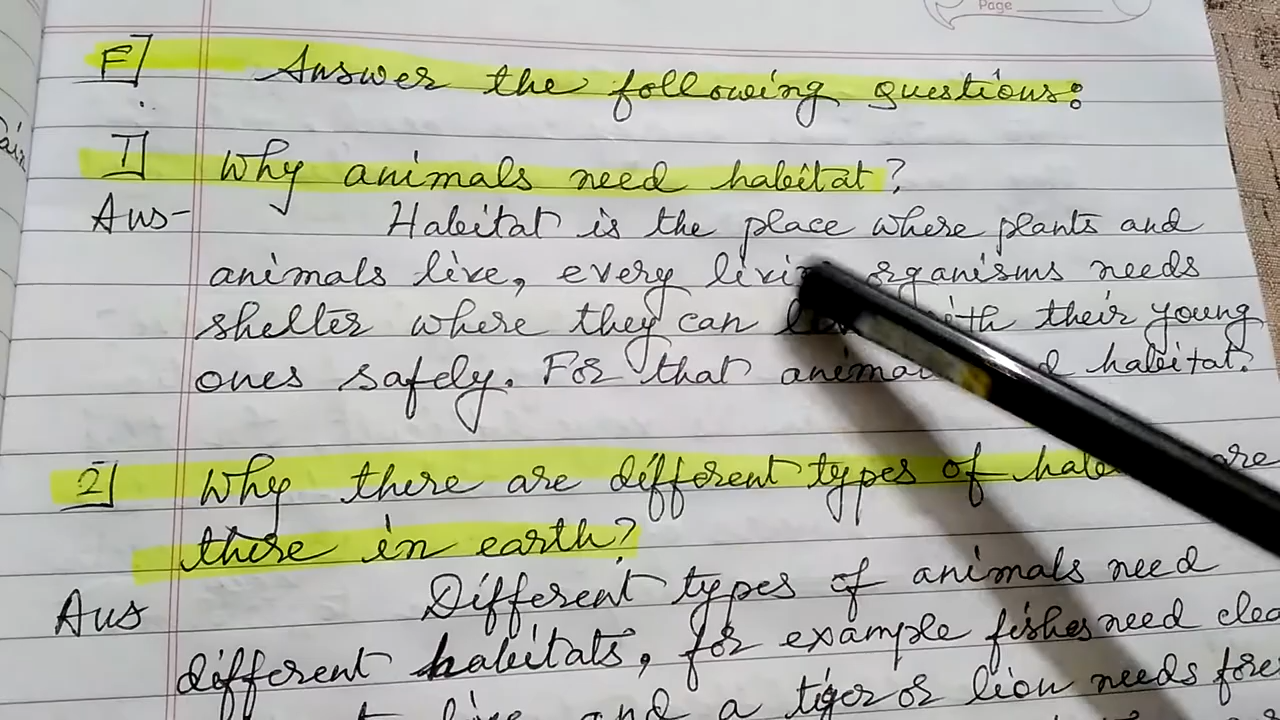 Page
F] Answer the following questions:
1] Why animals need habitat?
Ans- Habitat is the place where plants and
animals live, every living organisms needs
shelter where they can with their young
ones safely. For that habitat.
2] Why there are different types of are
there in earth?
Ans Different types of animals need
different habitats, for example fishes need
live and a tiger or lion needs